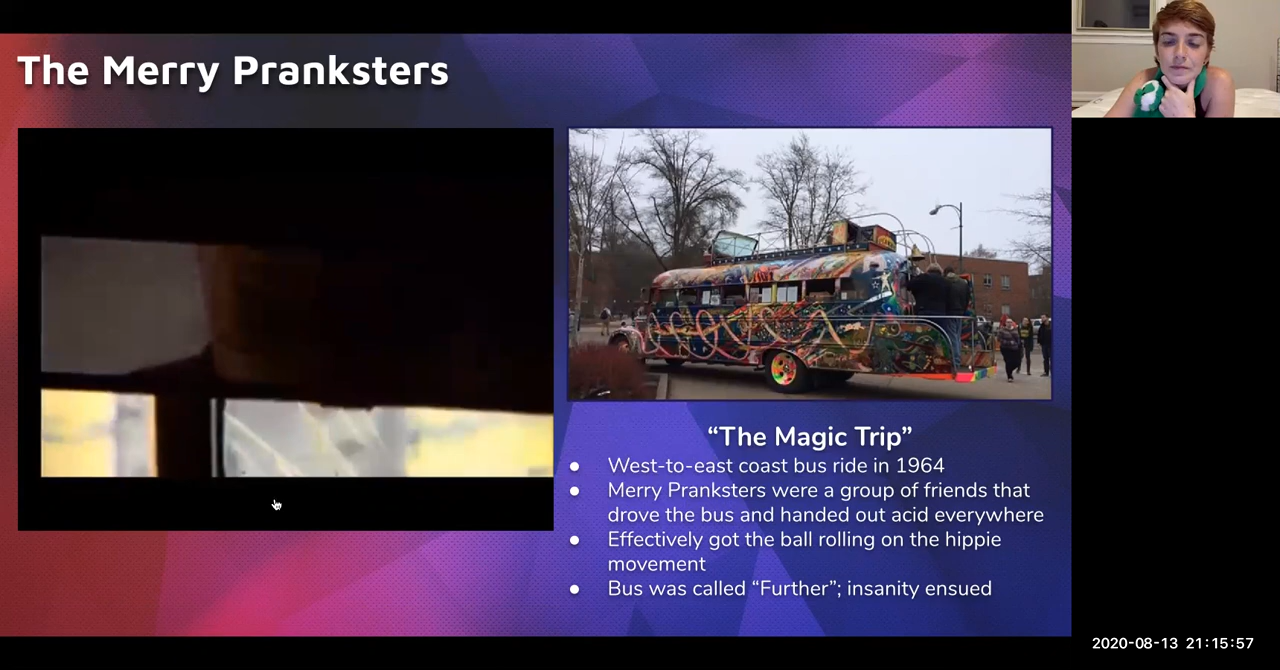 The Merry Pranksters
“The Magic Trip”
● West-to-east coast bus ride in 1964
● Merry Pranksters were a group of friends that
drove the bus and handed out acid everywhere
● Effectively got the ball rolling on the hippie
movement
● Bus was called “Further”; insanity ensued
2020-08-13 21:15:57